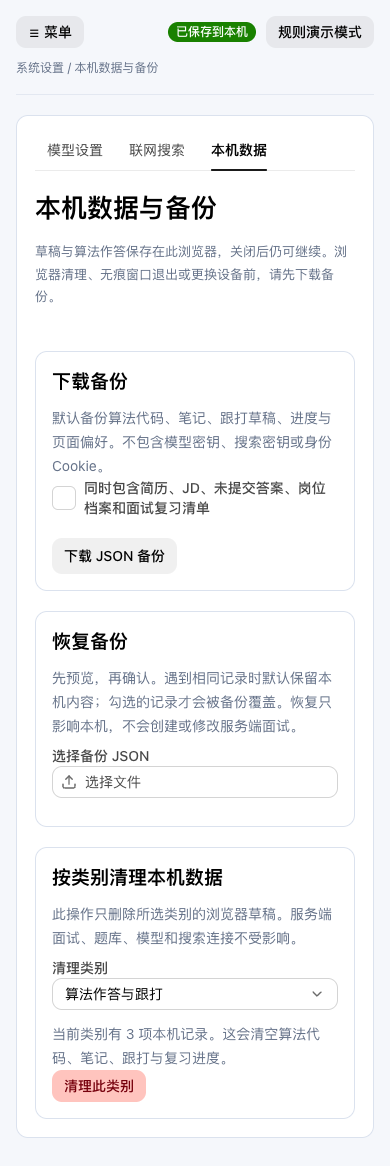 ≡ 菜单
已保存到本机
规则演示模式
系统设置 / 本机数据与备份
模型设置
联网搜索
本机数据
本机数据与备份
草稿与算法作答保存在此浏览器，关闭后仍可继续。浏
览器清理、无痕窗口退出或更换设备前，请先下载备
份。
下载备份
默认备份算法代码、笔记、跟打草稿、进度与
页面偏好。不包含模型密钥、搜索密钥或身份
Cookie。
同时包含简历、JD、未提交答案、岗位
档案和面试复习清单
下载 JSON 备份
恢复备份
先预览，再确认。遇到相同记录时默认保留本
机内容；勾选的记录才会被备份覆盖。恢复只
影响本机，不会创建或修改服务端面试。
选择备份 JSON
选择文件
按类别清理本机数据
此操作只删除所选类别的浏览器草稿。服务端
面试、题库、模型和搜索连接不受影响。
清理类别
算法作答与跟打
当前类别有 3 项本机记录。这会清空算法代
码、笔记、跟打与复习进度。
清理此类别